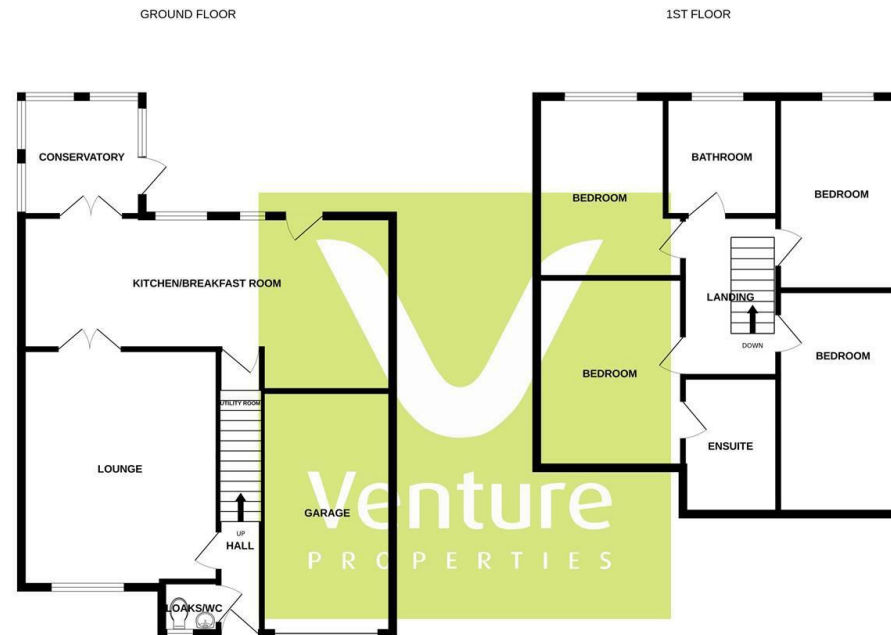 GROUND FLOOR
1ST FLOOR
CONSERVATORY
KITCHEN/BREAKFAST ROOM
UTILITY ROOM
LOUNGE
GARAGE
UP
HALL
LOAKS/WC
BEDROOM
BATHROOM
BEDROOM
LANDING
DOWN
BEDROOM
BEDROOM
ENSUITE
Venture
PROPERTIES